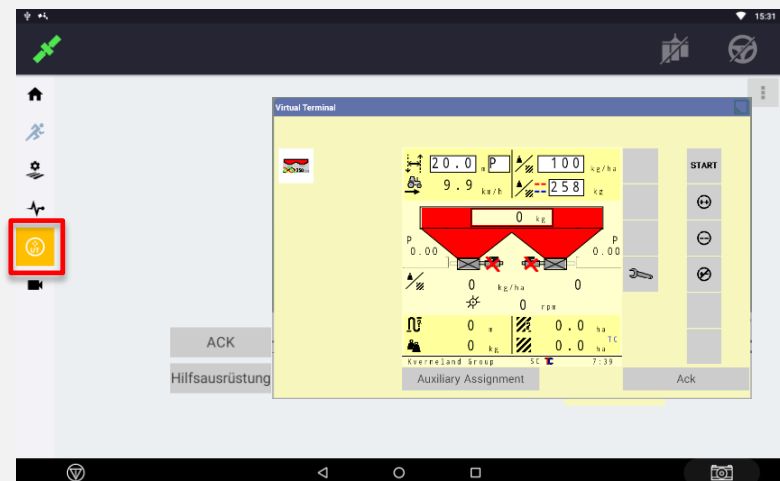 15:31
Virtual Terminal
20.0 m P 100 kg/ha
START
9.9 km/h 258 kg
0 kg
P P
0.00 0.00
UT
0 kg/ha 0
0 rpm
0 m 0.0 ha
TC
0 kg 0.0 ha
Kverneland Group SC TC 7:39
ACK
Hilfsausrüstung
Auxiliary Assignment
Ack